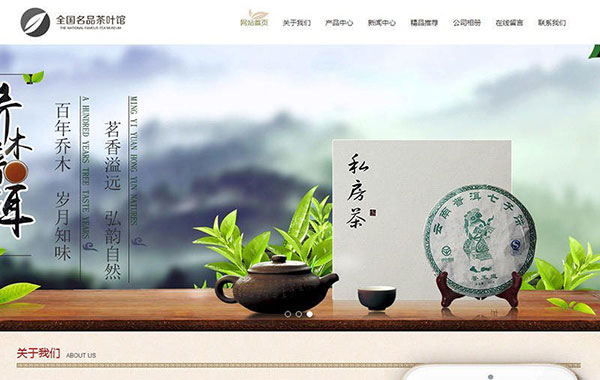 全国名品茶叶馆
THE NATIONAL FAMOUS TEA MUSEUM
网站首页 关于我们 产品中心 新闻中心 精品推荐 公司相册 在线留言 联系我们
MING YI YUAN HONG YUN NATURES
茗香溢远 弘韵自然
A HUNDRED YEARS TREE TASTE YEARS
百年乔木 岁月知味
乔木
私房茶
云南普洱七子饼
关于我们 ABOUT US